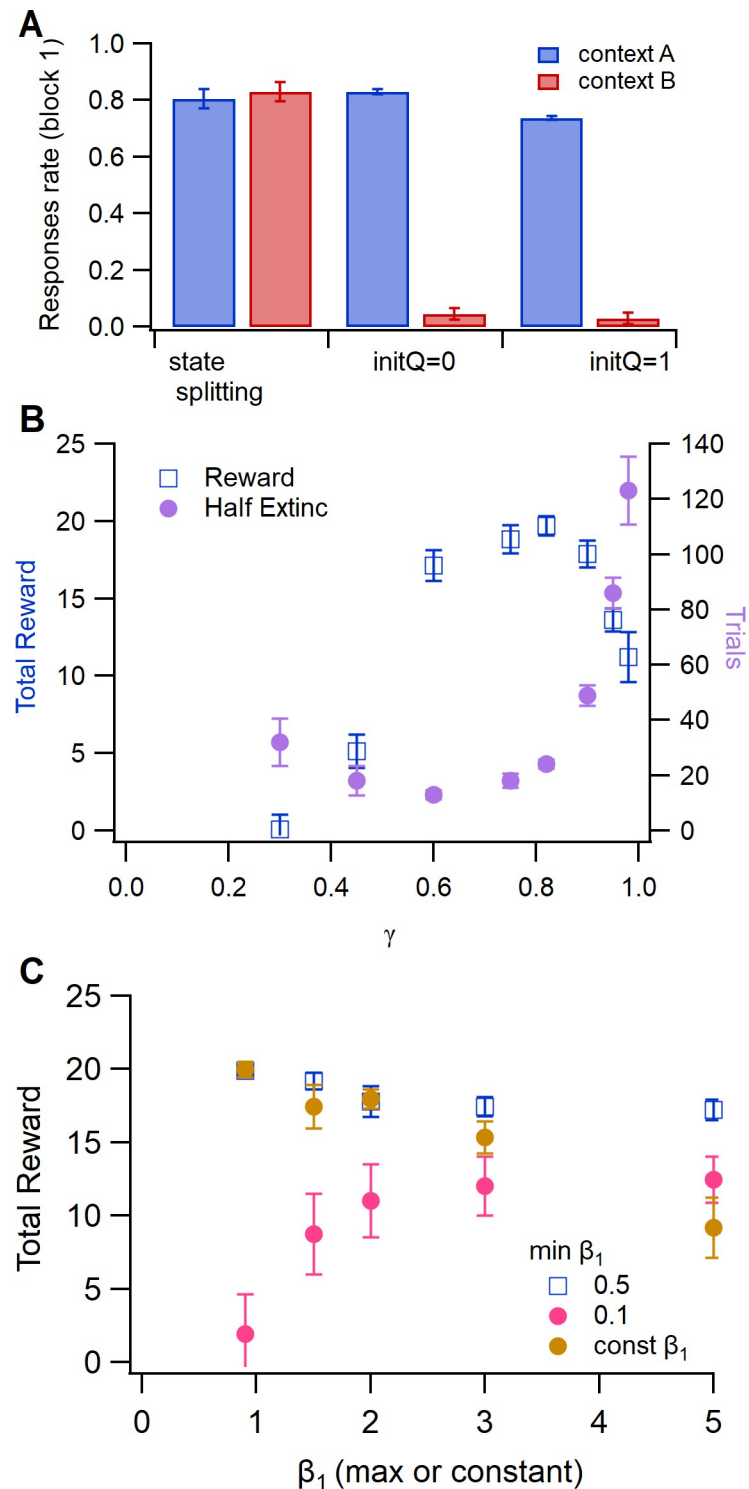 A
Responses rate (block 1)
1.0
0.8
0.6
0.4
0.2
0.0
context A
context B
state
splitting
initQ=0
initQ=1
B
Total Reward
25
20
15
10
5
0
Reward
Half Extinc
140
120
100
80
60
40
20
0
Trials
0.0 0.2 0.4 0.6 0.8 1.0
γ
C
Total Reward
25
20
15
10
5
0
min β₁
0.5
0.1
const β₁
0 1 2 3 4 5
β₁ (max or constant)